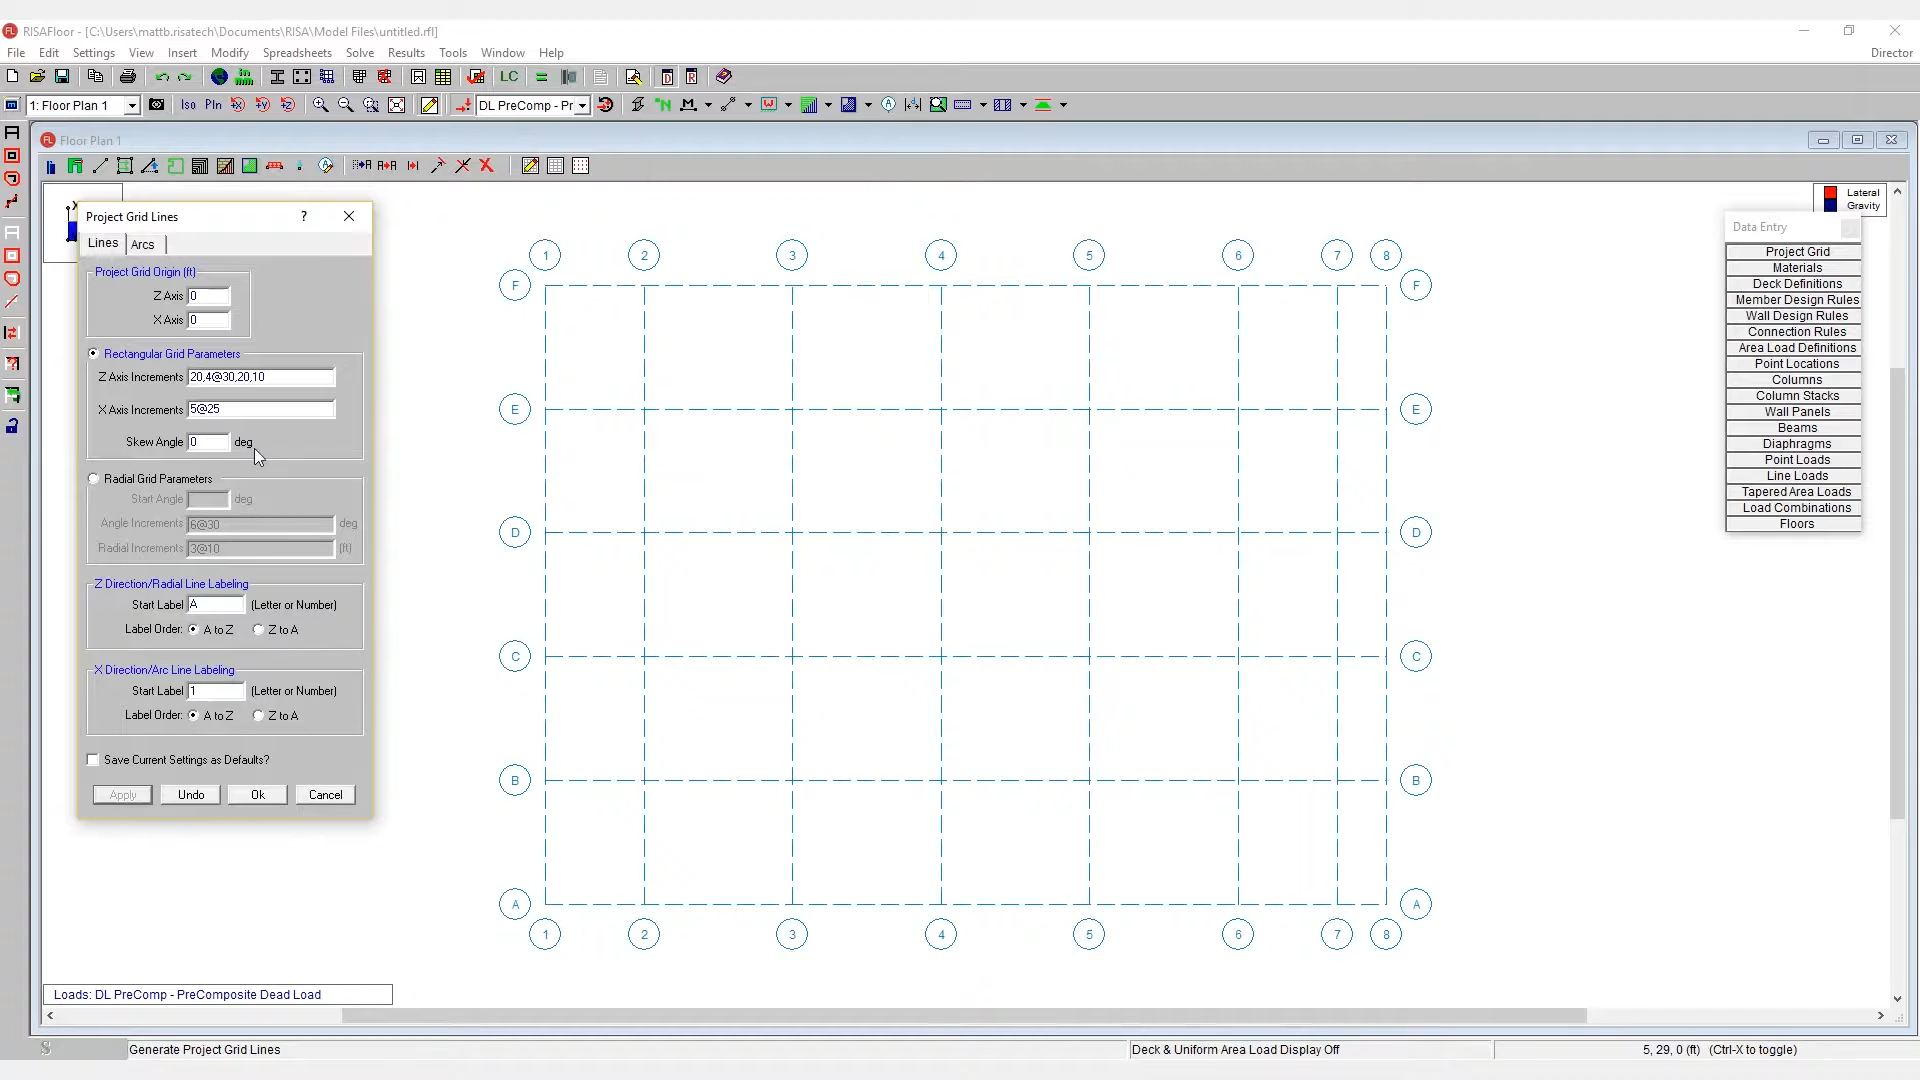 RISAFloor - [C:\Users\mattb.risatech\Documents\RISA\Model Files\untitled.rfl]
File Edit Settings View Insert Modify Spreadsheets Solve Results Tools Window Help
Director
LC D R
1: Floor Plan 1 Iso Pln DL PreComp - Pr
Floor Plan 1
Lateral
Gravity
Project Grid Lines ?
Lines Arcs
Project Grid Origin (ft)
Z Axis 0
X Axis 0
Rectangular Grid Parameters
Z Axis Increments 20,4@30,20,10
X Axis Increments 5@25
Skew Angle 0 deg
Radial Grid Parameters
Start Angle deg
Angle Increments 6@30 deg
Radial Increments 3@10 (ft)
Z Direction/Radial Line Labeling
Start Label A (Letter or Number)
Label Order: A to Z Z to A
X Direction/Arc Line Labeling
Start Label 1 (Letter or Number)
Label Order: A to Z Z to A
Save Current Settings as Defaults?
Apply Undo Ok Cancel
1 2 3 4 5 6 7 8
F F
E E
D D
C C
B B
A A
1 2 3 4 5 6 7 8
Data Entry
Project Grid
Materials
Deck Definitions
Member Design Rules
Wall Design Rules
Connection Rules
Area Load Definitions
Point Locations
Columns
Column Stacks
Wall Panels
Beams
Diaphragms
Point Loads
Line Loads
Tapered Area Loads
Load Combinations
Floors
Loads: DL PreComp - PreComposite Dead Load
S Generate Project Grid Lines Deck & Uniform Area Load Display Off 5, 29, 0 (ft) (Ctrl-X to toggle)